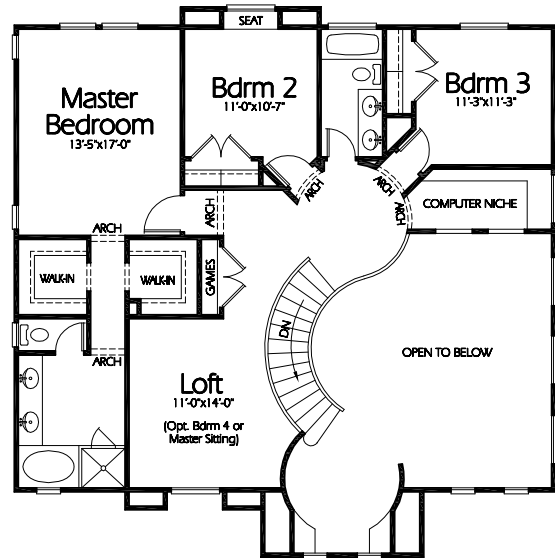 SEAT
Master
Bedroom
13'-5"x17'-0"
Bdrm 2
11'-0"x10'-7"
Bdrm 3
11'-3"x11'-3"
ARCH
ARCH
ARCH
ARCH
COMPUTER NICHE
ARCH
WALK-IN
WALK-IN
GAMES
DN
OPEN TO BELOW
ARCH
Loft
11'-0"x14'-0"
(Opt. Bdrm 4 or
Master Sitting)